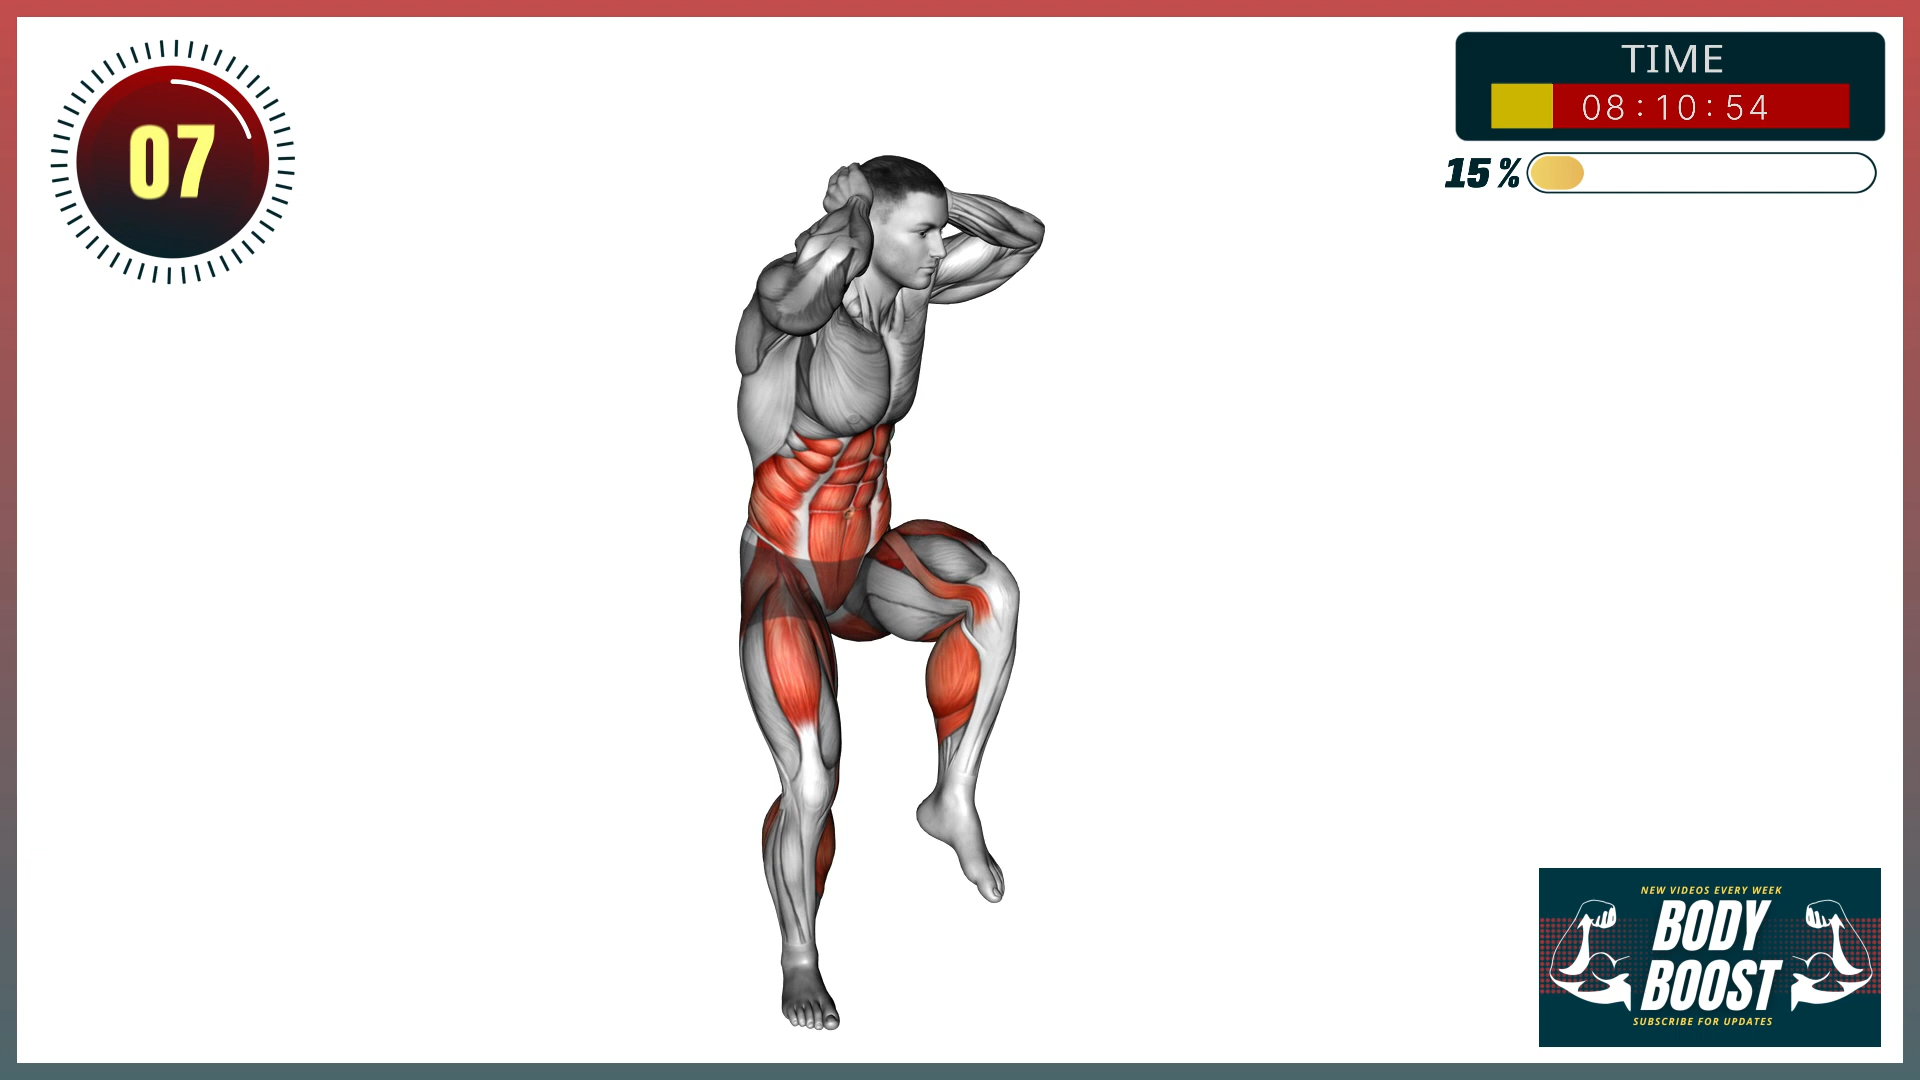 07
TIME
08:10:54
15%
NEW VIDEOS EVERY WEEK
BODY
BOOST
SUBSCRIBE FOR UPDATES